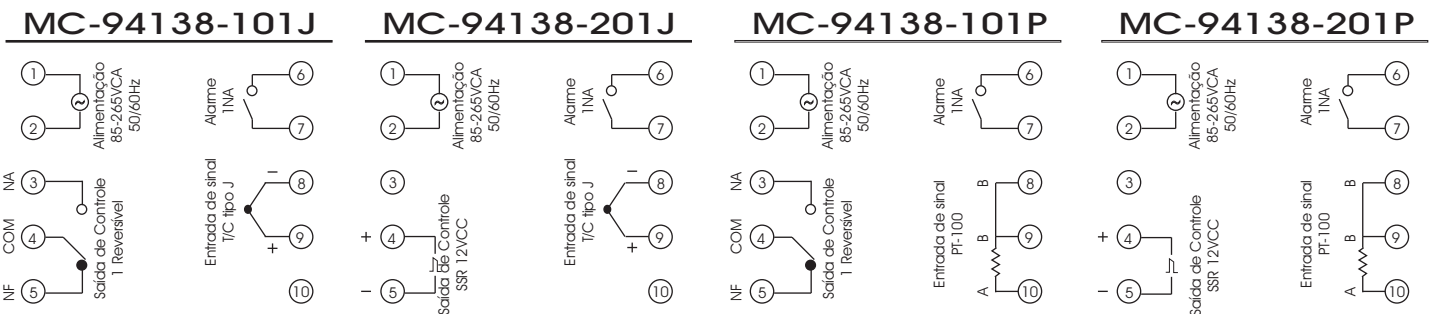 MC-94138-101J
1
2
Alimentação
85-265VCA
50/60Hz
Alarme
1NA
6
7
NA
3
COM
4
NF
5
Saída de Controle
1 Reversível
Entrada de sinal
T/C tipo J
−
8
+
9
10
MC-94138-201J
1
2
Alimentação
85-265VCA
50/60Hz
Alarme
1NA
6
7
3
+
4
−
5
Saída de Controle
SSR 12VCC
Entrada de sinal
T/C tipo J
−
8
+
9
10
MC-94138-101P
1
2
Alimentação
85-265VCA
50/60Hz
Alarme
1NA
6
7
NA
3
COM
4
NF
5
Saída de Controle
1 Reversível
Entrada de sinal
PT-100
B
8
B
9
A
10
MC-94138-201P
1
2
Alimentação
85-265VCA
50/60Hz
Alarme
1NA
6
7
3
+
4
−
5
Saída de Controle
SSR 12VCC
Entrada de sinal
PT-100
B
8
B
9
A
10